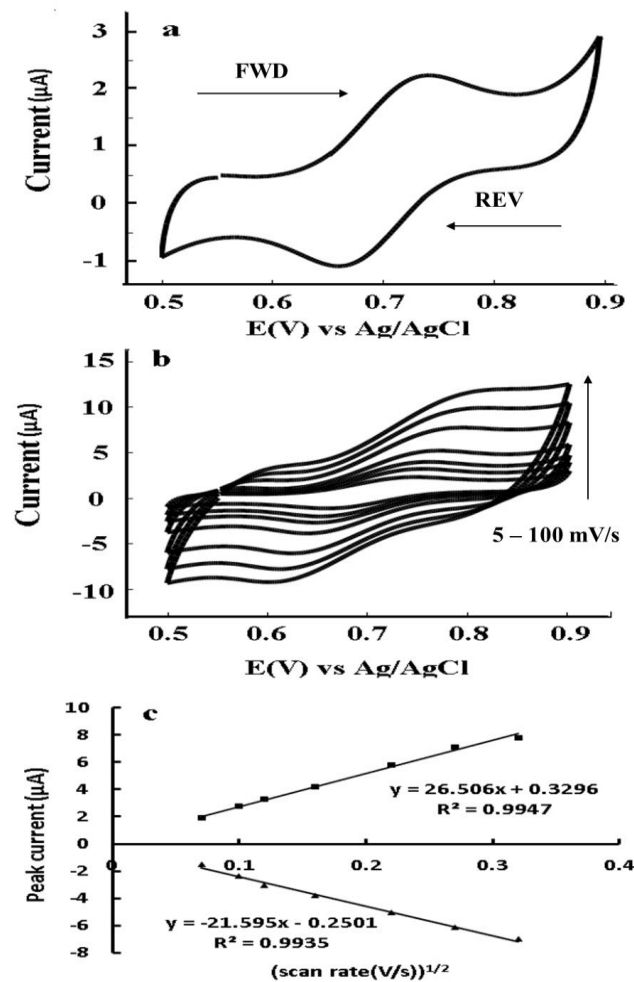 a
3
FWD
2
1
REV
0
-1
0.5 0.6 0.7 0.8 0.9
E(V) vs Ag/AgCl
Current (µA)
b
15
10
5
0
-5
-10
5 – 100 mV/s
0.5 0.6 0.7 0.8 0.9
E(V) vs Ag/AgCl
Current (µA)
c
10
8
6
4
2
0
-2
-4
-6
-8
y = 26.506x + 0.3296
R² = 0.9947
0 0.1 0.2 0.3 0.4
y = -21.595x - 0.2501
R² = 0.9935
Peak current (µA)
(scan rate(V/s))¹/²